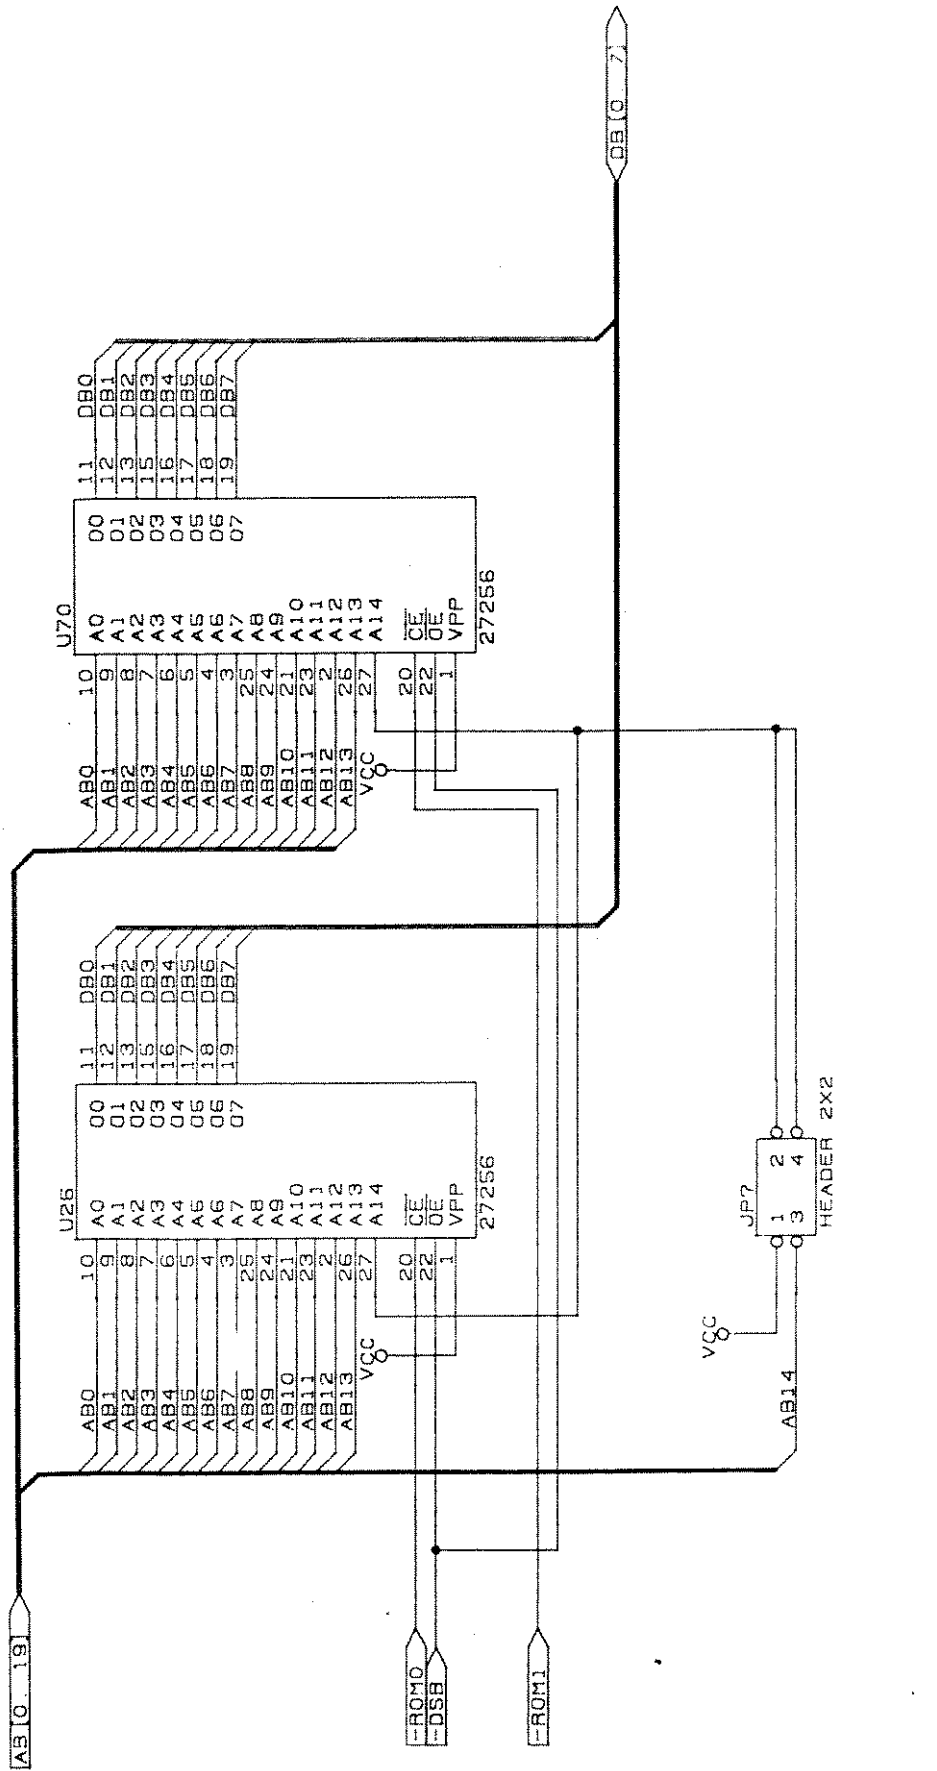 AB[0..19]
U26
AB0 10 A0 O0 11 DB0
AB1 9 A1 O1 12 DB1
AB2 8 A2 O2 13 DB2
AB3 7 A3 O3 15 DB3
AB4 6 A4 O4 16 DB4
AB5 5 A5 O5 17 DB5
AB6 4 A6 O6 18 DB6
AB7 3 A7 O7 19 DB7
AB8 25 A8
AB9 24 A9
AB10 21 A10
AB11 23 A11
AB12 2 A12
AB13 26 A13
27 A14
VCC
20 CE
22 OE
1 VPP
27256
U70
AB0 10 A0 O0 11 DB0
AB1 9 A1 O1 12 DB1
AB2 8 A2 O2 13 DB2
AB3 7 A3 O3 15 DB3
AB4 6 A4 O4 16 DB4
AB5 5 A5 O5 17 DB5
AB6 4 A6 O6 18 DB6
AB7 3 A7 O7 19 DB7
AB8 25 A8
AB9 24 A9
AB10 21 A10
AB11 23 A11
AB12 2 A12
AB13 26 A13
27 A14
VCC
20 CE
22 OE
1 VPP
27256
-ROM0
-DSB
-ROM1
DB[0..7]
VCC
JP?
1 2
AB14 3 4
HEADER 2X2